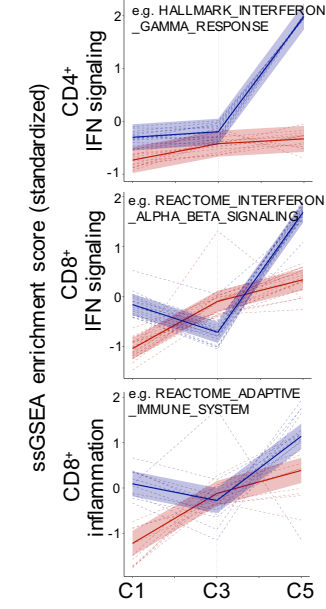 ssGSEA enrichment score (standardized)
CD4+
IFN signaling
e.g. HALLMARK_INTERFERON
_GAMMA_RESPONSE
2
1
0
-1
CD8+
IFN signaling
e.g. REACTOME_INTERFERON
_ALPHA_BETA_SIGNALING
2
1
0
-1
CD8+
inflammation
e.g. REACTOME_ADAPTIVE
_IMMUNE_SYSTEM
2
1
0
-1
C1 C3 C5